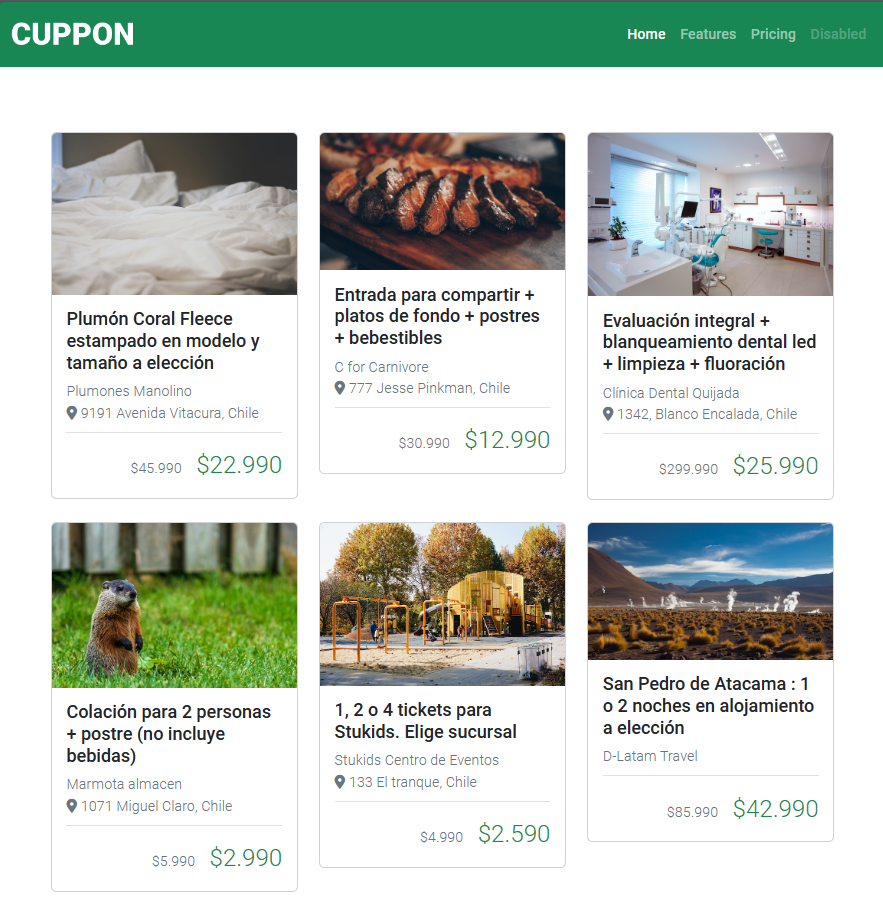 CUPPON
Home Features Pricing Disabled
Plumón Coral Fleece
estampado en modelo y
tamaño a elección
Plumones Manolino
9191 Avenida Vitacura, Chile
$45.990 $22.990
Entrada para compartir +
platos de fondo + postres
+ bebestibles
C for Carnivore
777 Jesse Pinkman, Chile
$30.990 $12.990
Evaluación integral +
blanqueamiento dental led
+ limpieza + fluoración
Clínica Dental Quijada
1342, Blanco Encalada, Chile
$299.990 $25.990
Colación para 2 personas
+ postre (no incluye
bebidas)
Marmota almacen
1071 Miguel Claro, Chile
$5.990 $2.990
1, 2 o 4 tickets para
Stukids. Elige sucursal
Stukids Centro de Eventos
133 El tranque, Chile
$4.990 $2.590
San Pedro de Atacama : 1
o 2 noches en alojamiento
a elección
D-Latam Travel
$85.990 $42.990